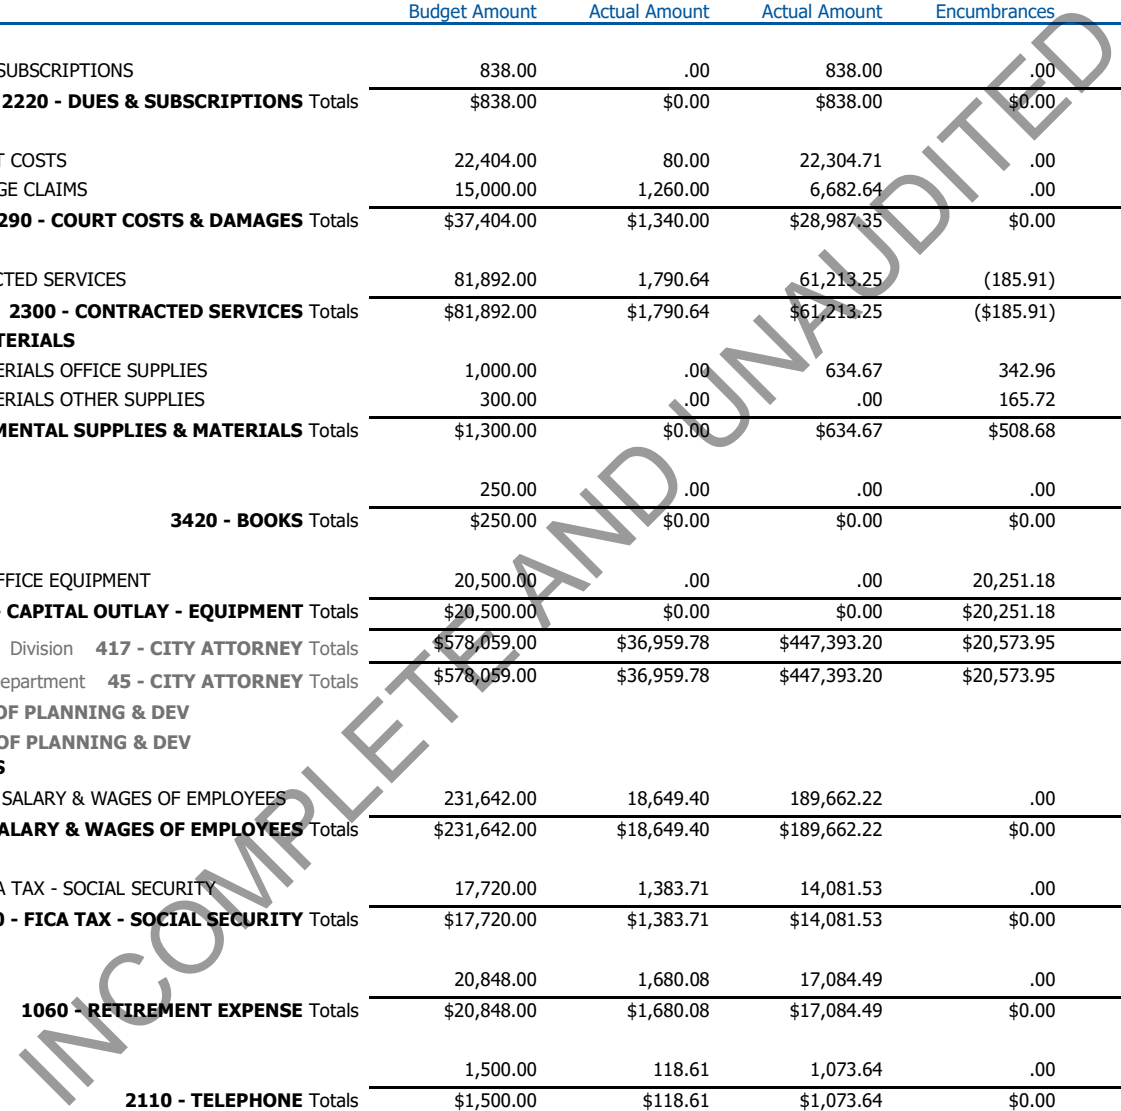 Budget Amount Actual Amount Actual Amount Encumbrances
SUBSCRIPTIONS 838.00 .00 838.00 .00
2220 - DUES & SUBSCRIPTIONS Totals $838.00 $0.00 $838.00 $0.00
T COSTS 22,404.00 80.00 22,304.71 .00
GE CLAIMS 15,000.00 1,260.00 6,682.64 .00
290 - COURT COSTS & DAMAGES Totals $37,404.00 $1,340.00 $28,987.35 $0.00
CTED SERVICES 81,892.00 1,790.64 61,213.25 (185.91)
2300 - CONTRACTED SERVICES Totals $81,892.00 $1,790.64 $61,213.25 ($185.91)
TERIALS
ERIALS OFFICE SUPPLIES 1,000.00 .00 634.67 342.96
ERIALS OTHER SUPPLIES 300.00 .00 .00 165.72
MENTAL SUPPLIES & MATERIALS Totals $1,300.00 $0.00 $634.67 $508.68
250.00 .00 .00 .00
3420 - BOOKS Totals $250.00 $0.00 $0.00 $0.00
FFICE EQUIPMENT 20,500.00 .00 .00 20,251.18
- CAPITAL OUTLAY - EQUIPMENT Totals $20,500.00 $0.00 $0.00 $20,251.18
Division 417 - CITY ATTORNEY Totals $578,059.00 $36,959.78 $447,393.20 $20,573.95
epartment 45 - CITY ATTORNEY Totals $578,059.00 $36,959.78 $447,393.20 $20,573.95
OF PLANNING & DEV
OF PLANNING & DEV
S
SALARY & WAGES OF EMPLOYEES 231,642.00 18,649.40 189,662.22 .00
ALARY & WAGES OF EMPLOYEES Totals $231,642.00 $18,649.40 $189,662.22 $0.00
A TAX - SOCIAL SECURITY 17,720.00 1,383.71 14,081.53 .00
0 - FICA TAX - SOCIAL SECURITY Totals $17,720.00 $1,383.71 $14,081.53 $0.00
20,848.00 1,680.08 17,084.49 .00
1060 - RETIREMENT EXPENSE Totals $20,848.00 $1,680.08 $17,084.49 $0.00
1,500.00 118.61 1,073.64 .00
2110 - TELEPHONE Totals $1,500.00 $118.61 $1,073.64 $0.00
INCOMPLETE AND UNAUDITED